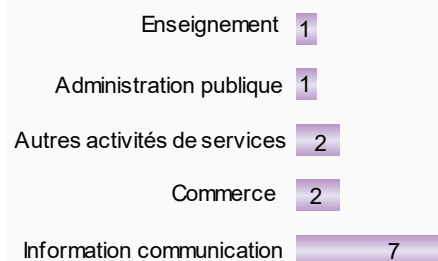 Enseignement 1
Administration publique 1
Autres activités de services 2
Commerce 2
Information communication 7